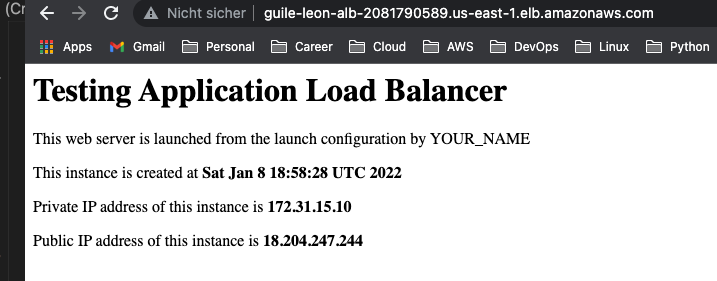 (Cr
Nicht sicher | guile-leon-alb-2081790589.us-east-1.elb.amazonaws.com
Apps Gmail Personal Career Cloud AWS DevOps Linux Python
Testing Application Load Balancer
This web server is launched from the launch configuration by YOUR_NAME
This instance is created at Sat Jan 8 18:58:28 UTC 2022
Private IP address of this instance is 172.31.15.10
Public IP address of this instance is 18.204.247.244